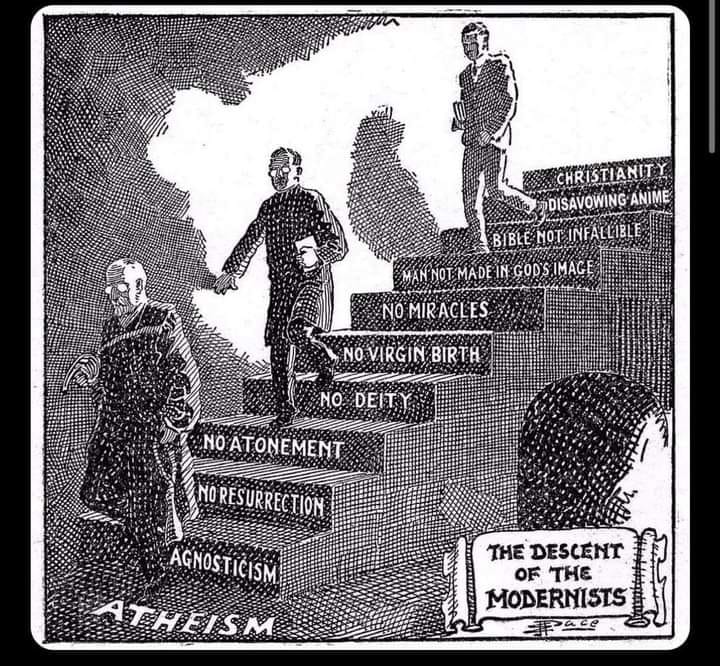 CHRISTIANITY
DISAVOWING ANIME
BIBLE NOT INFALLIBLE
MAN NOT MADE IN GOD'S IMAGE
NO MIRACLES
NO VIRGIN BIRTH
NO DEITY
NO ATONEMENT
NO RESURRECTION
AGNOSTICISM
ATHEISM
THE DESCENT
OF THE
MODERNISTS
Pace